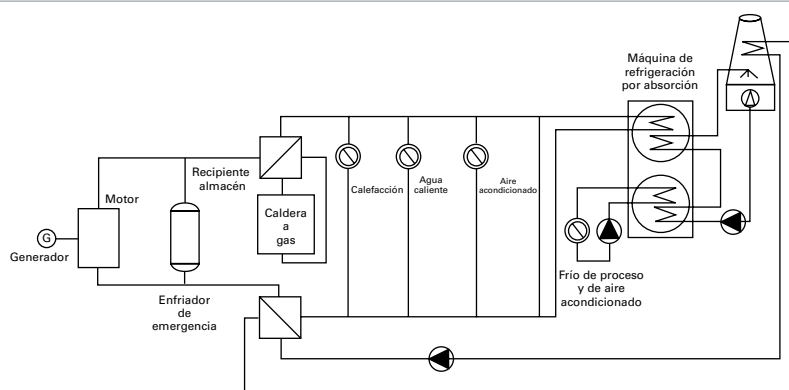 Máquina de
refrigeración
por absorción
Recipiente
almacén
Motor
Calefacción
Agua
caliente
Aire
acondicionado
Caldera
a
gas
G
Generador
Enfriador
de
emergencia
Frío de proceso
y de aire
acondicionado